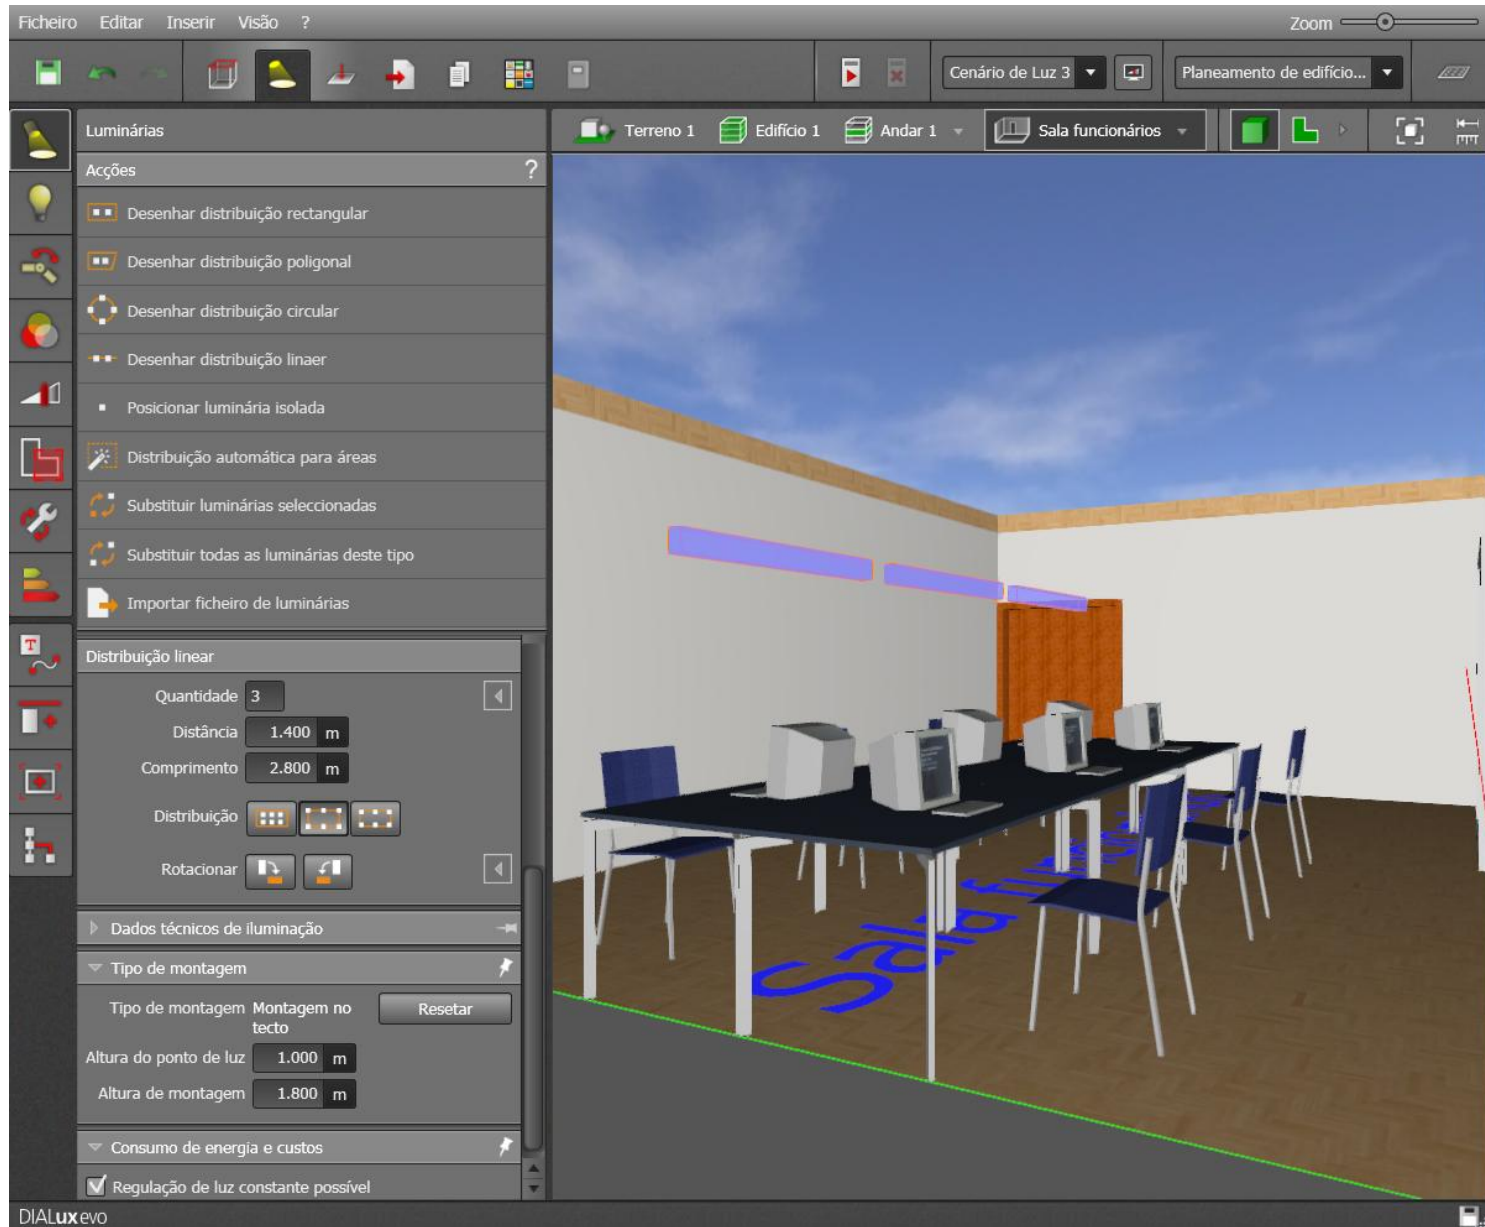 Ficheiro Editar Inserir Visão ? Zoom
Cenário de Luz 3 Planeamento de edifício...
Luminárias Terreno 1 Edifício 1 Andar 1 Sala funcionários
Acções ?
Desenhar distribuição rectangular
Desenhar distribuição poligonal
Desenhar distribuição circular
Desenhar distribuição linaer
Posicionar luminária isolada
Distribuição automática para áreas
Substituir luminárias seleccionadas
Substituir todas as luminárias deste tipo
Importar ficheiro de luminárias
Distribuição linear
Quantidade 3
Distância 1.400 m
Comprimento 2.800 m
Distribuição
Rotacionar
Dados técnicos de iluminação
Tipo de montagem
Tipo de montagem Montagem no Resetar
tecto
Altura do ponto de luz 1.000 m
Altura de montagem 1.800 m
Consumo de energia e custos
Regulação de luz constante possível
Sala
DIALux evo